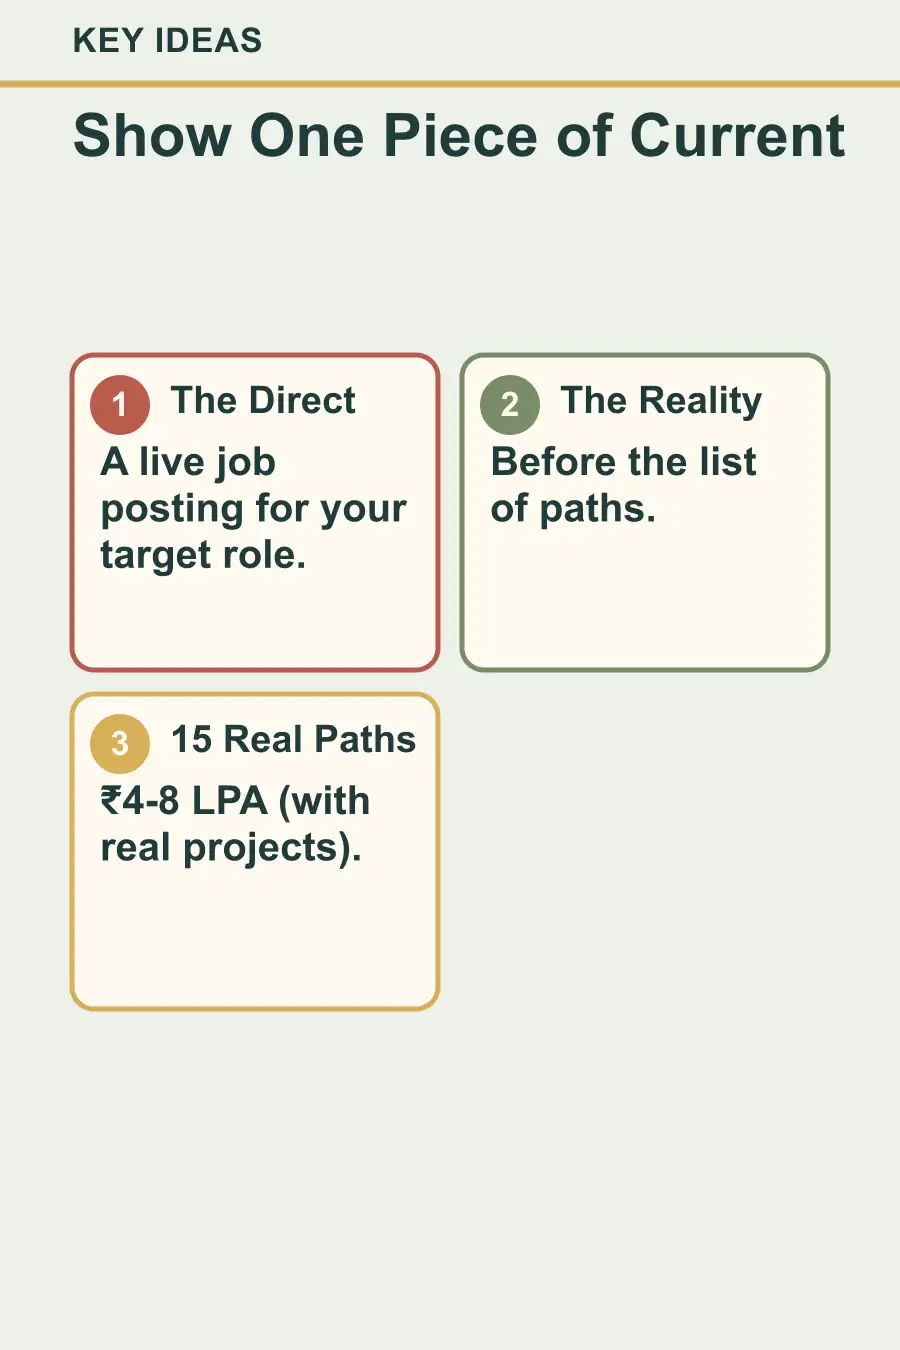 KEY IDEAS
Show One Piece of Current
1
The Direct
A live job
posting for your
target role.
2
The Reality
Before the list
of paths.
3
15 Real Paths
₹4-8 LPA (with
real projects).